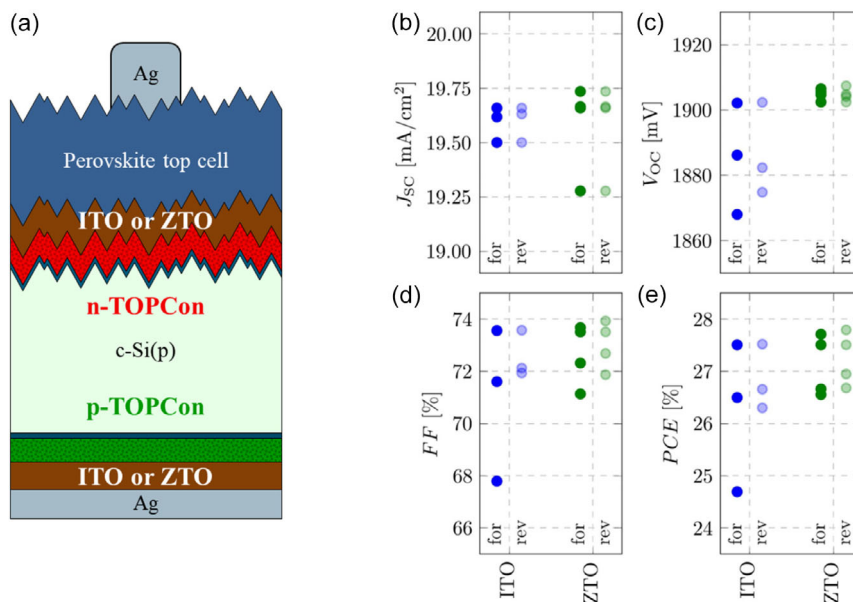 (a)
Ag
Perovskite top cell
ITO or ZTO
n-TOPCon
c-Si(p)
p-TOPCon
ITO or ZTO
Ag
(b)
J_SC [mA/cm²]
20.00
19.75
19.50
19.25
19.00
for
rev
for
rev
(c)
V_OC [mV]
1920
1900
1880
1860
for
rev
for
rev
(d)
FF [%]
74
72
70
68
66
for
rev
for
rev
ITO
ZTO
(e)
PCE [%]
28
27
26
25
24
for
rev
for
rev
ITO
ZTO